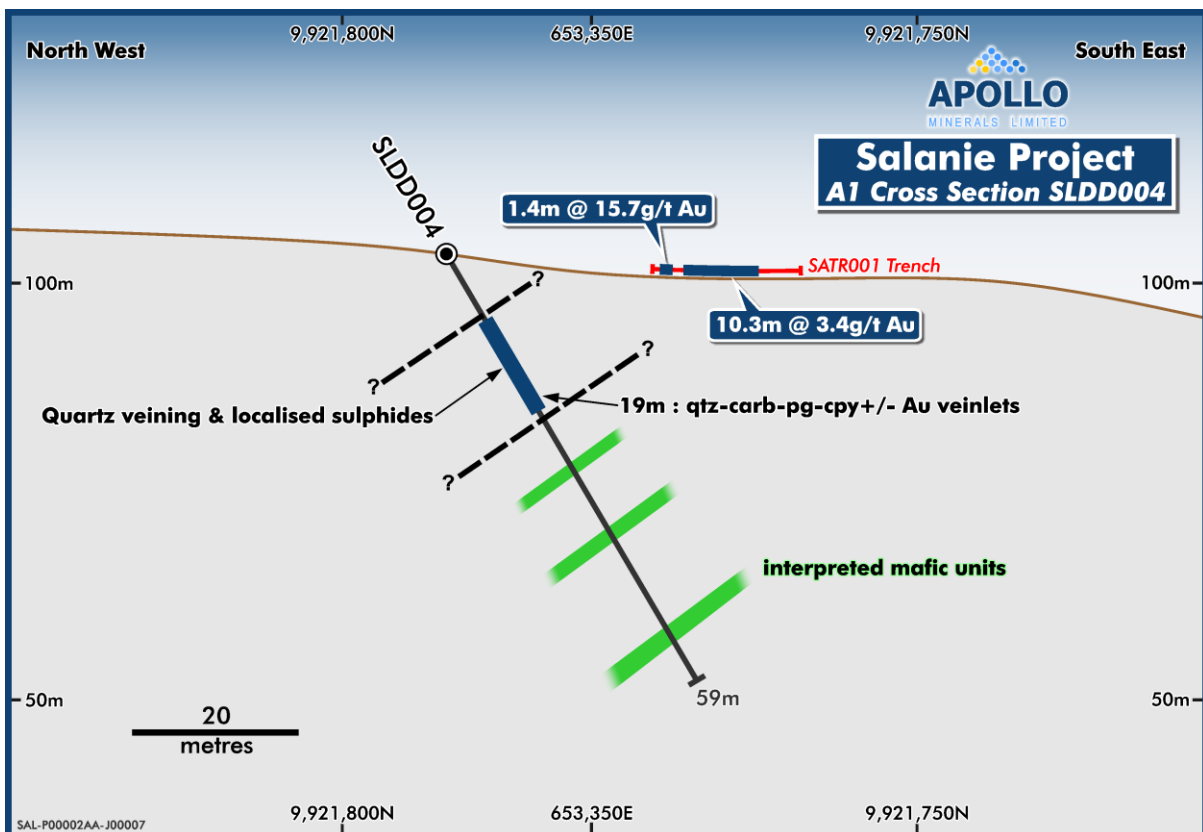 9,921,800N
653,350E
9,921,750N
North West
South East
APOLLO
MINERALS LIMITED
Salanie Project
A1 Cross Section SLDD004
SLDD004
1.4m @ 15.7g/t Au
SATR001 Trench
100m
100m
10.3m @ 3.4g/t Au
?
?
?
?
Quartz veining & localised sulphides
19m : qtz-carb-pg-cpy+/- Au veinlets
interpreted mafic units
59m
50m
50m
20
metres
9,921,800N
653,350E
9,921,750N
SAL-P00002AA-J00007